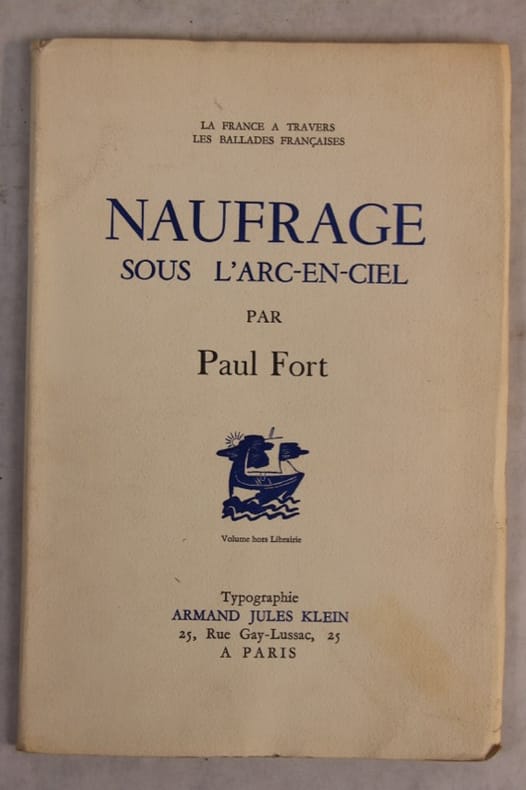 LA FRANCE A TRAVERS
LES BALLADES FRANÇAISES
NAUFRAGE
SOUS L'ARC-EN-CIEL
PAR
Paul Fort
Volume hors Librairie
Typographie
ARMAND JULES KLEIN
25, Rue Gay-Lussac, 25
A PARIS